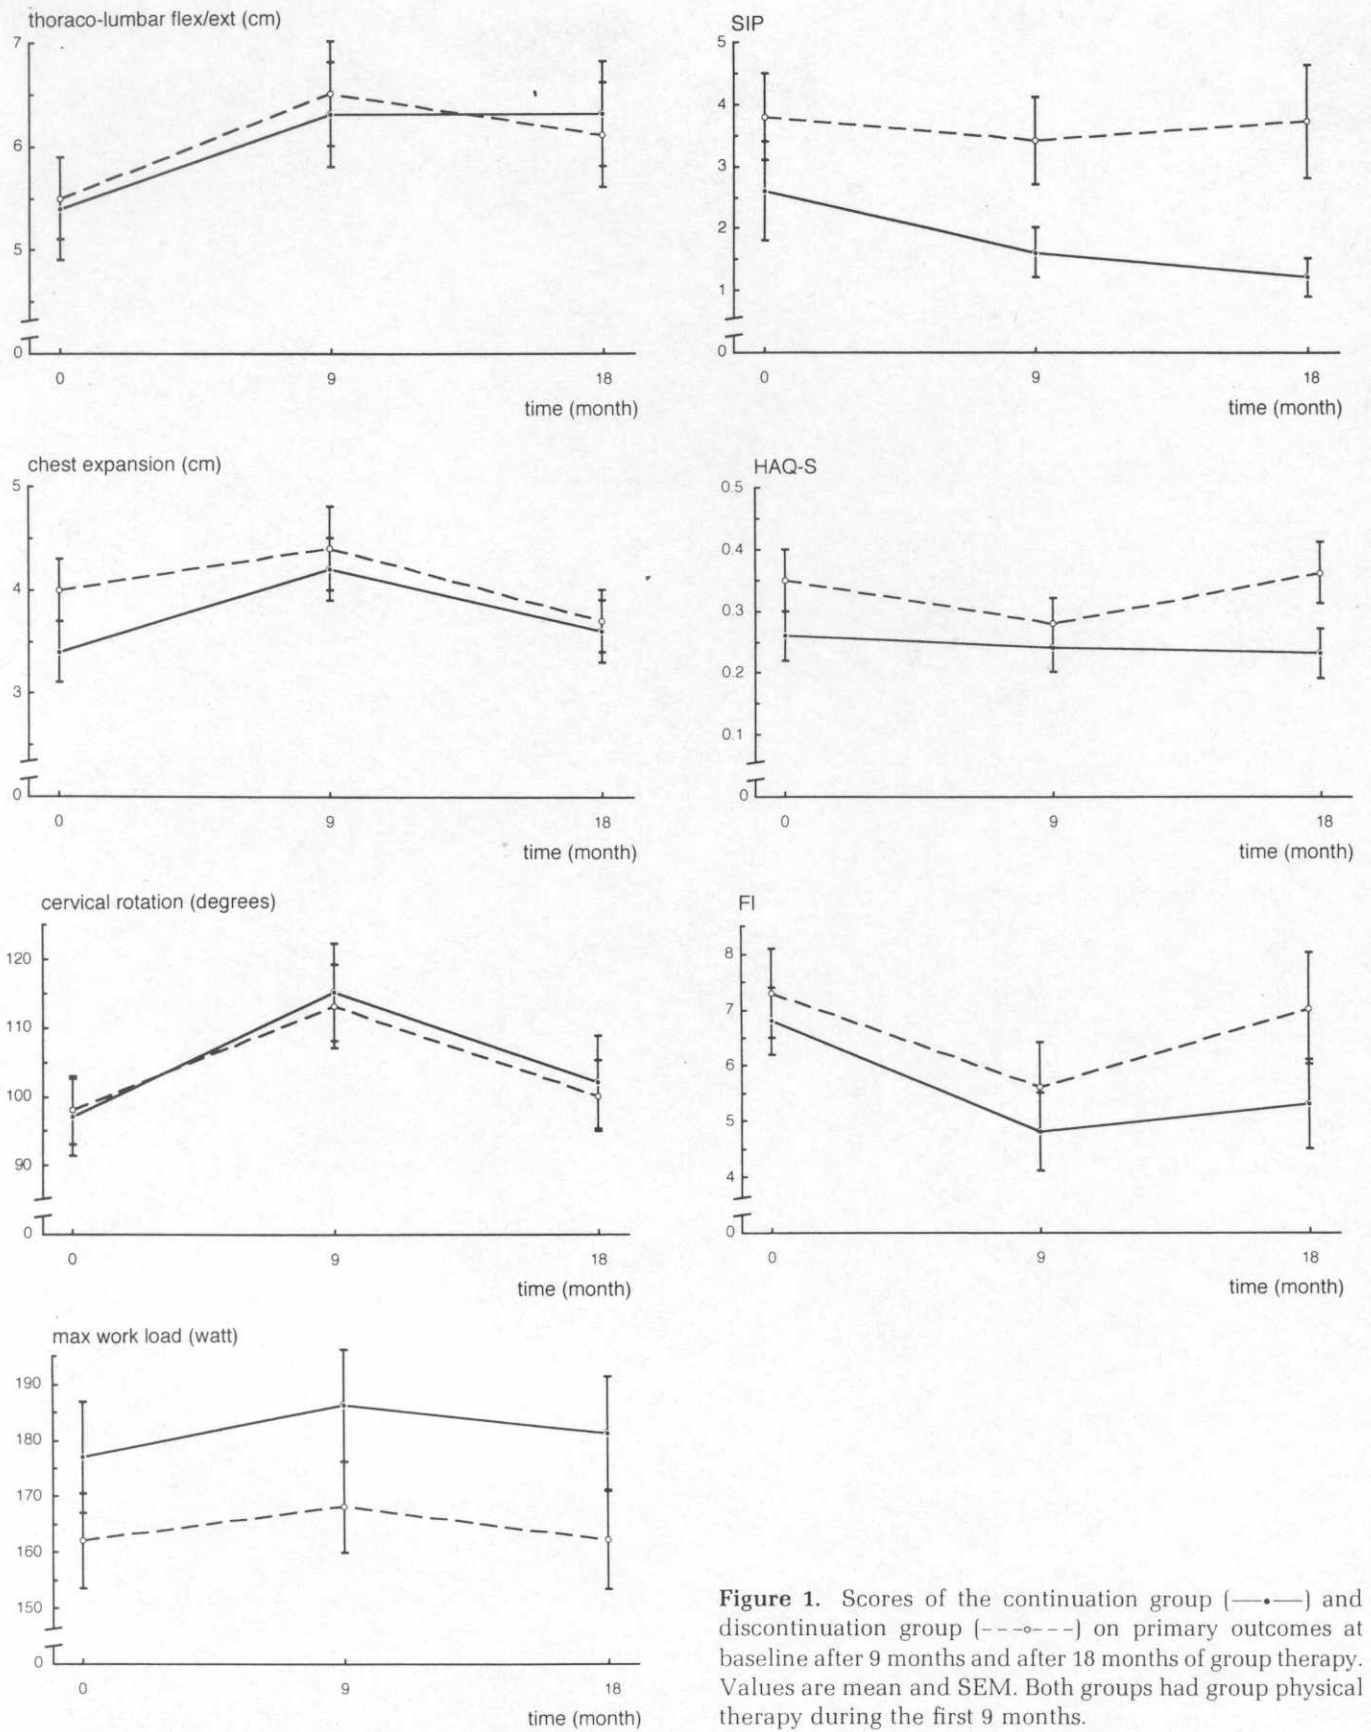 thoraco-lumbar flex/ext (cm)
7
6
5
0
0 9 18
time (month)
SIP
5
4
3
2
1
0
0 9 18
time (month)
chest expansion (cm)
5
4
3
0
0 9 18
time (month)
HAQ-S
0.5
0.4
0.3
0.2
0.1
0
0 9 18
time (month)
cervical rotation (degrees)
120
110
100
90
0
0 9 18
time (month)
FI
8
7
6
5
4
0
0 9 18
time (month)
max work load (watt)
190
180
170
160
150
0
0 9 18
time (month)
Figure 1. Scores of the continuation group (—•—) and
discontinuation group (---o---) on primary outcomes at
baseline after 9 months and after 18 months of group therapy.
Values are mean and SEM. Both groups had group physical
therapy during the first 9 months.